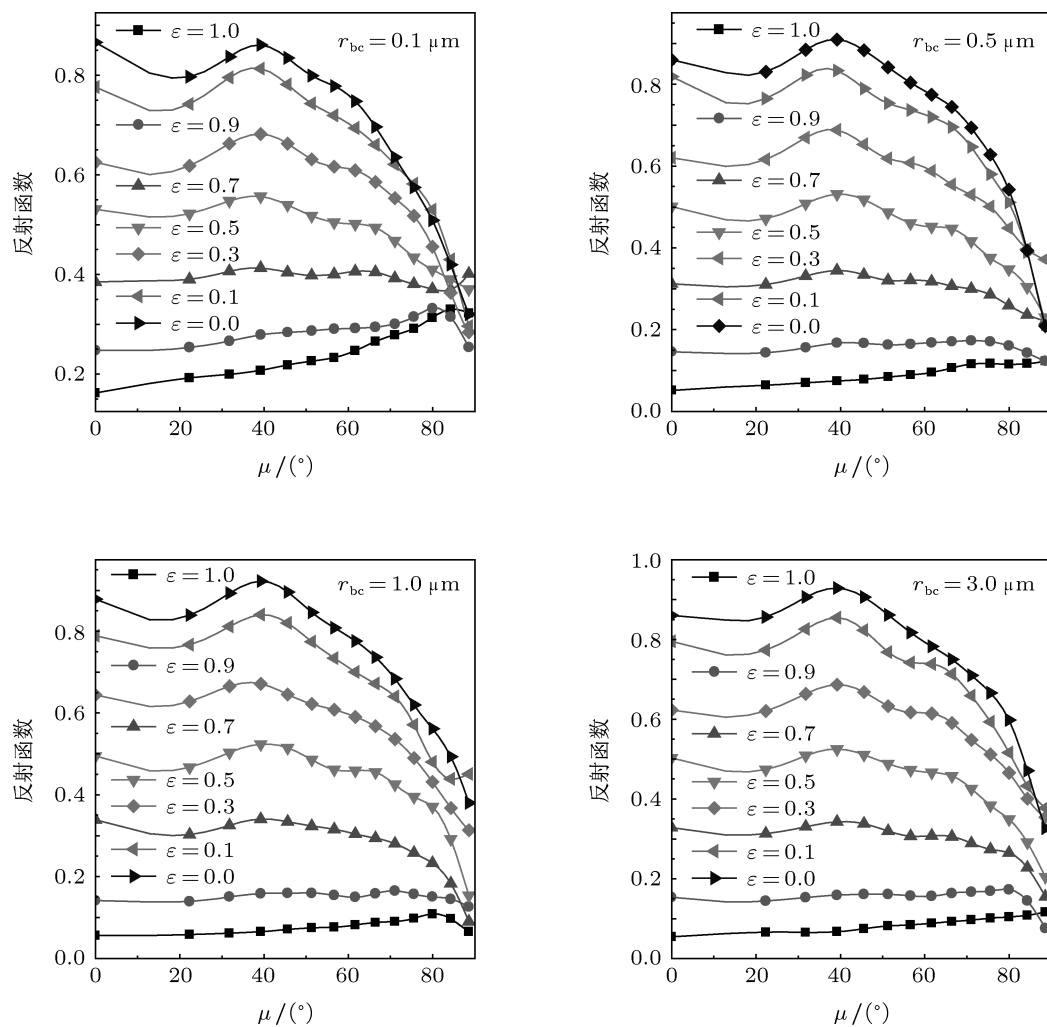 ε = 1.0
r_bc = 0.1 μm
0.8
ε = 0.9
0.6
ε = 0.7
ε = 0.5
ε = 0.3
0.4
ε = 0.1
ε = 0.0
0.2
反射函数
0 20 40 60 80
μ/(°)
ε = 1.0
r_bc = 0.5 μm
0.8
ε = 0.9
0.6
ε = 0.7
ε = 0.5
0.4
ε = 0.3
ε = 0.1
ε = 0.0
0.2
0.0
反射函数
0 20 40 60 80
μ/(°)
ε = 1.0
r_bc = 1.0 μm
0.8
ε = 0.9
0.6
ε = 0.7
ε = 0.5
0.4
ε = 0.3
ε = 0.1
0.2
ε = 0.0
0.0
反射函数
0 20 40 60 80
μ/(°)
1.0
ε = 1.0
r_bc = 3.0 μm
0.8
ε = 0.9
0.6
ε = 0.7
ε = 0.5
0.4
ε = 0.3
ε = 0.1
0.2
ε = 0.0
0.0
反射函数
0 20 40 60 80
μ/(°)